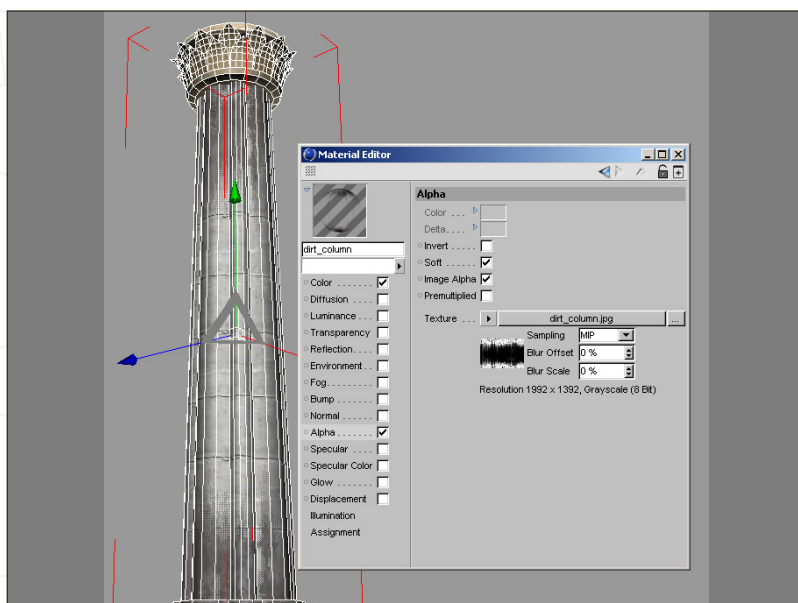 Material Editor
dirt_column
Color ....
Diffusion ....
Luminance ...
Transparency
Reflection....
Environment..
Fog.......
Bump ......
Normal .....
Alpha .......
Specular ....
Specular Color
Glow .......
Displacement
Illumination
Assignment
Alpha
Color ...
Delta....
Invert .....
Soft ......
Image Alpha
Premultiplied
Texture ... dirt_column.jpg ...
Sampling MIP
Blur Offset 0 %
Blur Scale 0 %
Resolution 1992 x 1392, Grayscale (8 Bit)